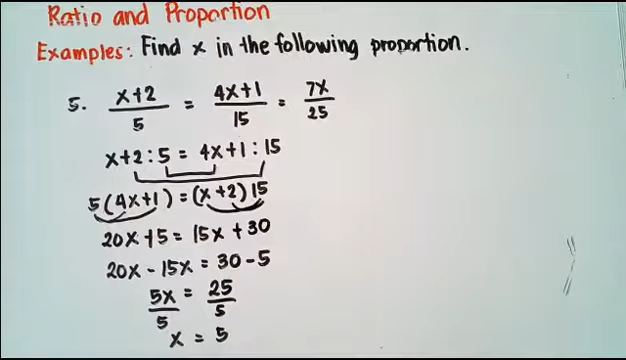 Ratio and Proportion
Examples: Find x in the following proportion.
5. x+2/5 = 4x+1/15 = 7x/25
x+2 : 5 = 4x+1 : 15
5(4x+1) = (x+2)15
20x+5 = 15x+30
20x-15x = 30-5
5x/5 = 25/5
x = 5